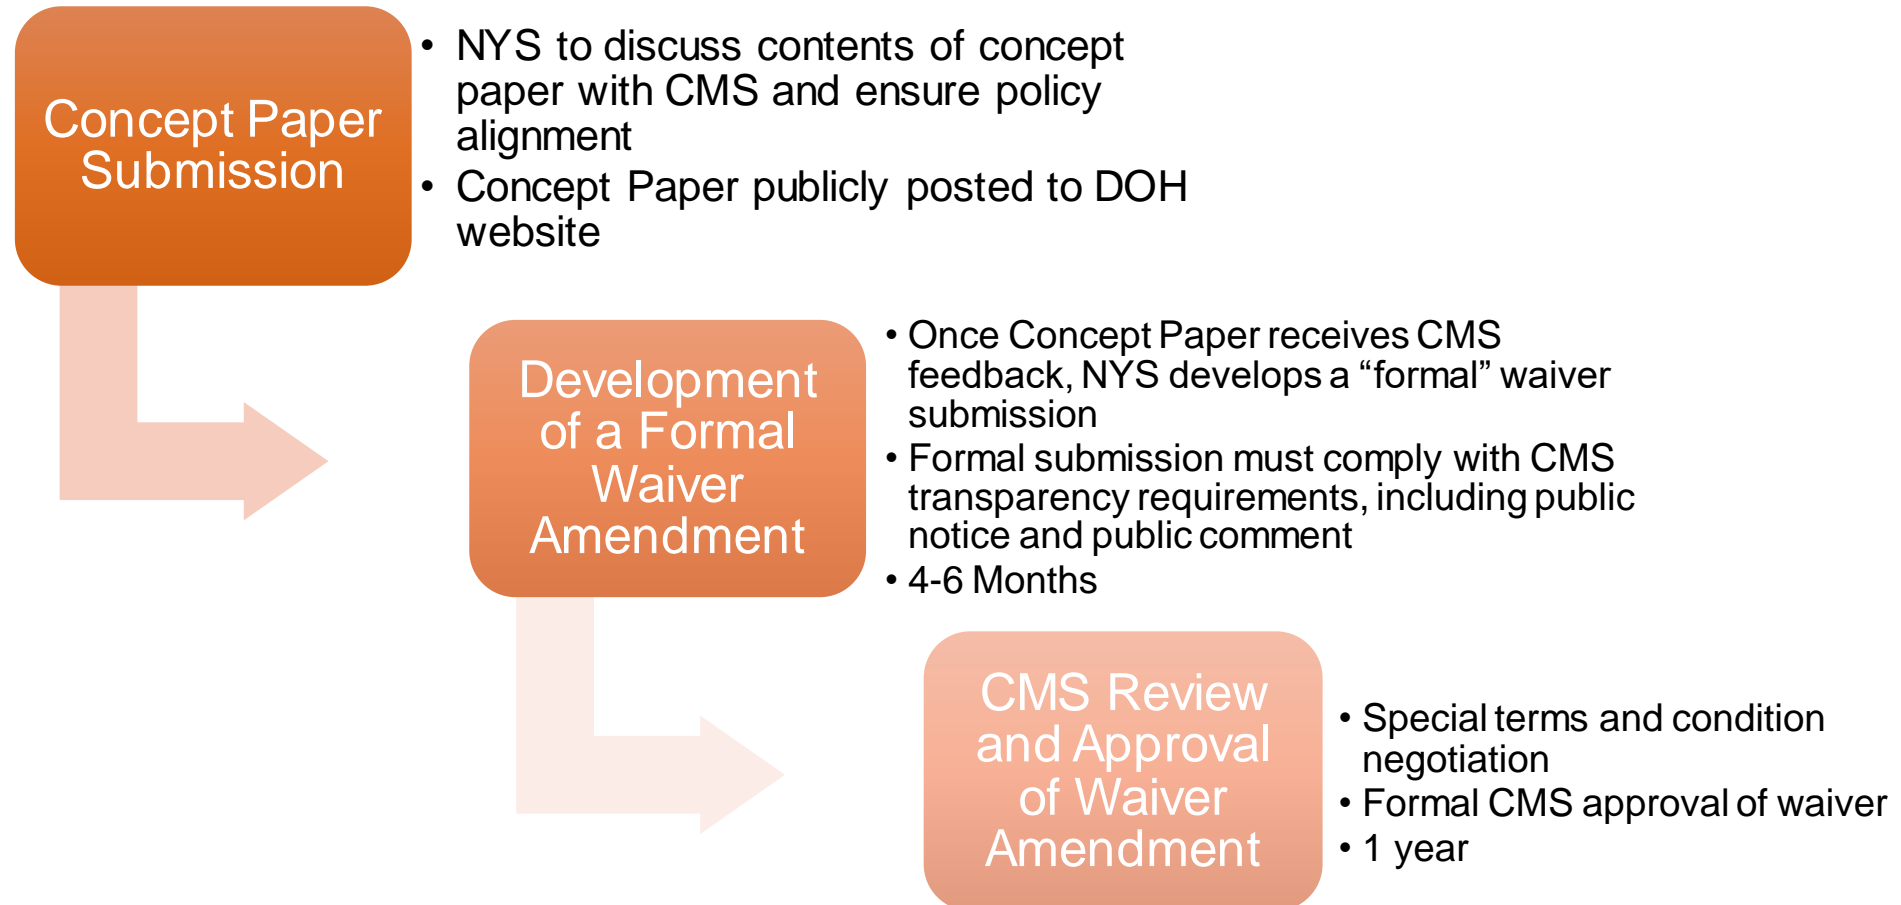 Concept Paper
Submission
• NYS to discuss contents of concept
paper with CMS and ensure policy
alignment
• Concept Paper publicly posted to DOH
website
Development
of a Formal
Waiver
Amendment
• Once Concept Paper receives CMS
feedback, NYS develops a “formal” waiver
submission
• Formal submission must comply with CMS
transparency requirements, including public
notice and public comment
• 4-6 Months
CMS Review
and Approval
of Waiver
Amendment
• Special terms and condition
negotiation
• Formal CMS approval of waiver
• 1 year